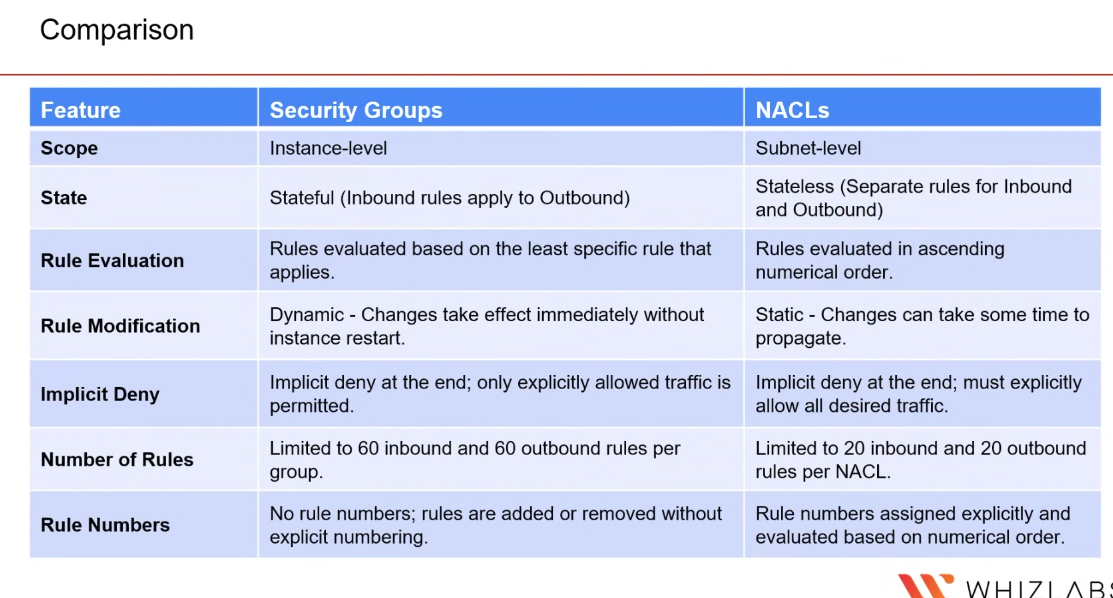 Comparison
Feature Security Groups NACLs
Scope Instance-level Subnet-level
State Stateful (Inbound rules apply to Outbound) Stateless (Separate rules for Inbound
and Outbound)
Rule Evaluation Rules evaluated based on the least specific rule that
applies. Rules evaluated in ascending
numerical order.
Rule Modification Dynamic - Changes take effect immediately without
instance restart. Static - Changes can take some time to
propagate.
Implicit Deny Implicit deny at the end; only explicitly allowed traffic is
permitted. Implicit deny at the end; must explicitly
allow all desired traffic.
Number of Rules Limited to 60 inbound and 60 outbound rules per
group. Limited to 20 inbound and 20 outbound
rules per NACL.
Rule Numbers No rule numbers; rules are added or removed without
explicit numbering. Rule numbers assigned explicitly and
evaluated based on numerical order.
WHIZLABS